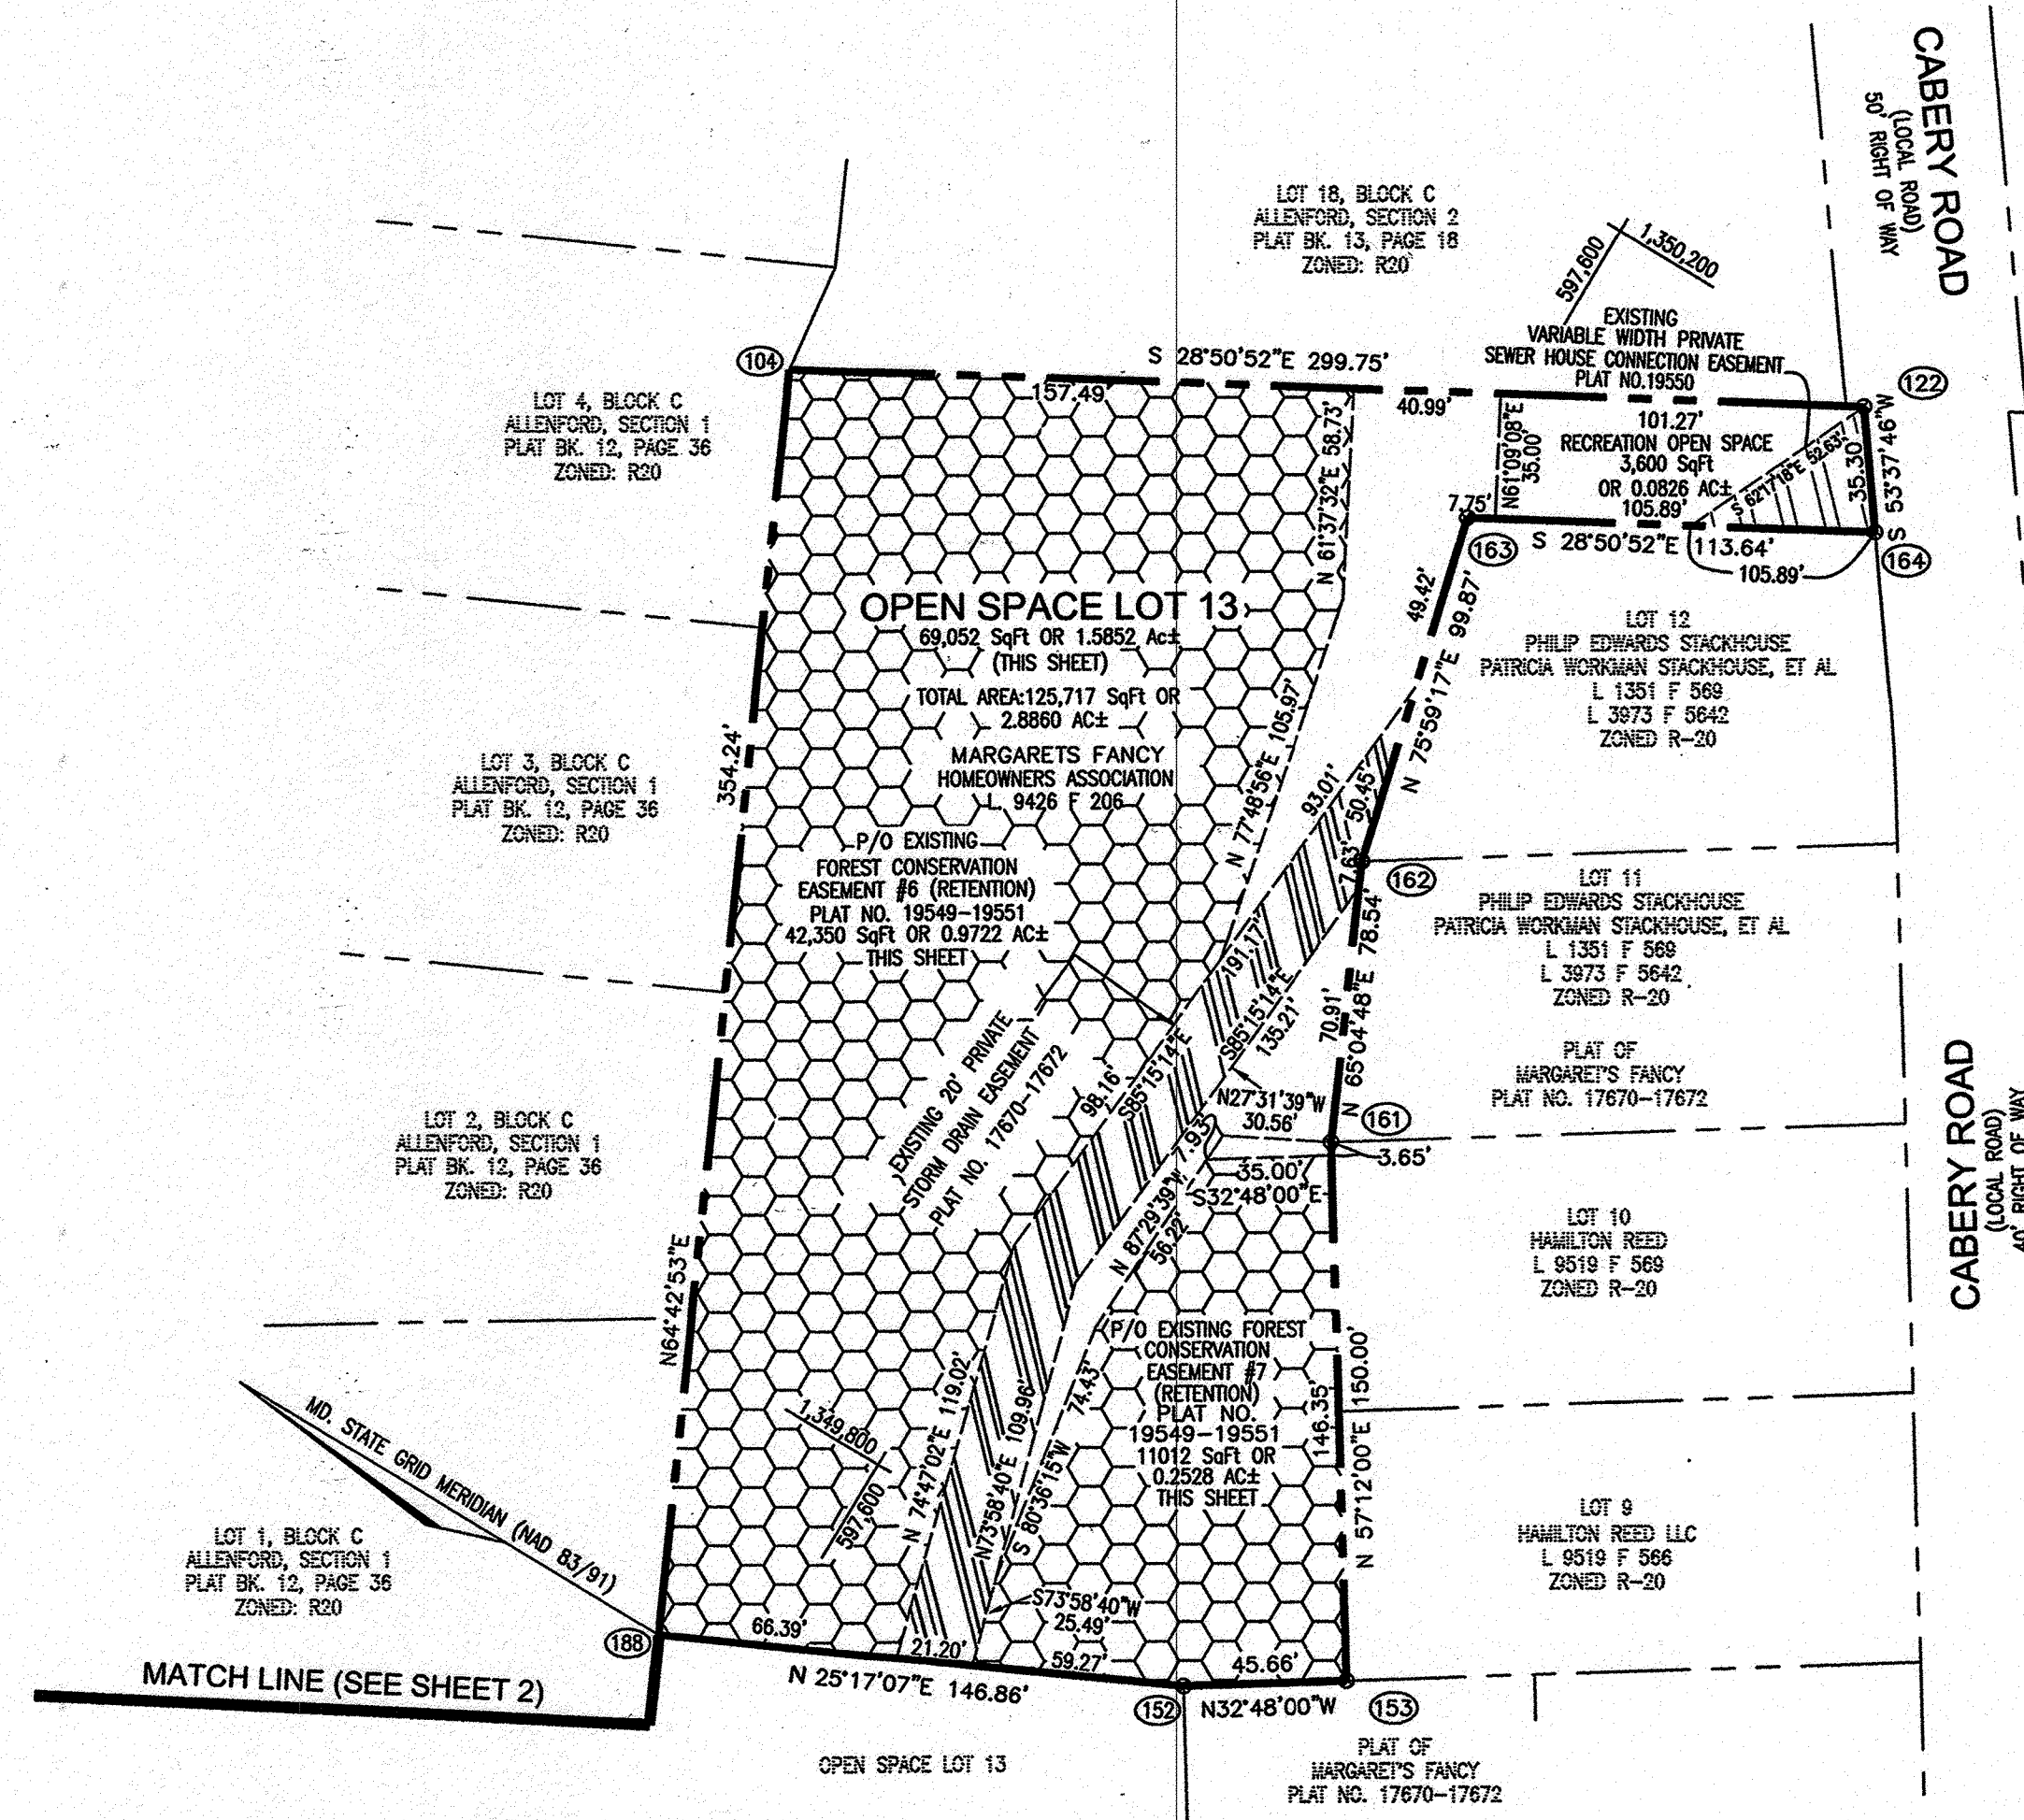 CABERY ROAD
(LOCAL ROAD)
50' RIGHT OF WAY
LOT 18, BLOCK C
ALLENFORD, SECTION 2
PLAT BK. 13, PAGE 18
ZONED: R20
597,600
1,350,200
EXISTING
VARIABLE WIDTH PRIVATE
SEWER HOUSE CONNECTION EASEMENT
PLAT NO.19550
104
S 28°50'52"E 299.75'
122
157.49'
40.99'
101.27'
RECREATION OPEN SPACE
3,600 SqFt
OR 0.0826 AC±
105.89'
N61°09'08"E
35.00'
S 62°17'18"E 52.63'
35.30'
S 53°37'46"W
N 61°37'32"E 58.73'
7.75'
163
S 28°50'52"E 113.64'
105.89'
164
LOT 4, BLOCK C
ALLENFORD, SECTION 1
PLAT BK. 12, PAGE 36
ZONED: R20
OPEN SPACE LOT 13
69,052 SqFt OR 1.5852 Ac±
(THIS SHEET)
TOTAL AREA:125,717 SqFt OR
2.8860 AC±
MARGARETS FANCY
HOMEOWNERS ASSOCIATION
L. 9426 F 206
49.42'
N 75°59'17"E 99.87'
LOT 12
PHILIP EDWARDS STACKHOUSE
PATRICIA WORKMAN STACKHOUSE, ET AL
L 1351 F 569
L 3973 F 5642
ZONED R-20
N 77°48'56"E 105.97'
93.01'
50.45'
7.63'
162
354.24'
N64°42'53"E
LOT 3, BLOCK C
ALLENFORD, SECTION 1
PLAT BK. 12, PAGE 36
ZONED: R20
P/O EXISTING
FOREST CONSERVATION
EASEMENT #6 (RETENTION)
PLAT NO. 19549-19551
42,350 SqFt OR 0.9722 AC±
THIS SHEET
LOT 11
PHILIP EDWARDS STACKHOUSE
PATRICIA WORKMAN STACKHOUSE, ET AL
L 1351 F 569
L 3973 F 5642
ZONED R-20
PLAT OF
MARGARET'S FANCY
PLAT NO. 17670-17672
191.17'
S85°15'14"E
135.21'
70.91'
N 65°04'48"E 78.54'
EXISTING 20' PRIVATE
STORM DRAIN EASEMENT
PLAT NO. 17670-17672
98.16'
S85°15'14"E
N27°31'39"W
30.56'
161
3.65'
7.93'
35.00'
S32°48'00"E
N 87°29'39"W
56.22'
LOT 2, BLOCK C
ALLENFORD, SECTION 1
PLAT BK. 12, PAGE 36
ZONED: R20
CABERY ROAD
(LOCAL ROAD)
40' RIGHT OF WAY
LOT 10
HAMILTON REED
L 9519 F 569
ZONED R-20
P/O EXISTING FOREST
CONSERVATION
EASEMENT #7
(RETENTION)
PLAT NO.
19549-19551
11012 SqFt OR
0.2528 AC±
THIS SHEET
146.35'
N 57°12'00"E 150.00'
74.43'
S 80°36'15"W
N73°58'40"E 109.96'
N 74°47'02"E 119.02'
1,349,800
597,600
MD. STATE GRID MERIDIAN (NAD 83/91)
LOT 9
HAMILTON REED LLC
L 9519 F 566
ZONED R-20
LOT 1, BLOCK C
ALLENFORD, SECTION 1
PLAT BK. 12, PAGE 36
ZONED: R20
S73°58'40"W
25.49'
66.39'
21.20'
59.27'
45.66'
188
MATCH LINE (SEE SHEET 2)
N 25°17'07"E 146.86'
152
N32°48'00"W
153
OPEN SPACE LOT 13
PLAT OF
MARGARET'S FANCY
PLAT NO. 17670-17672